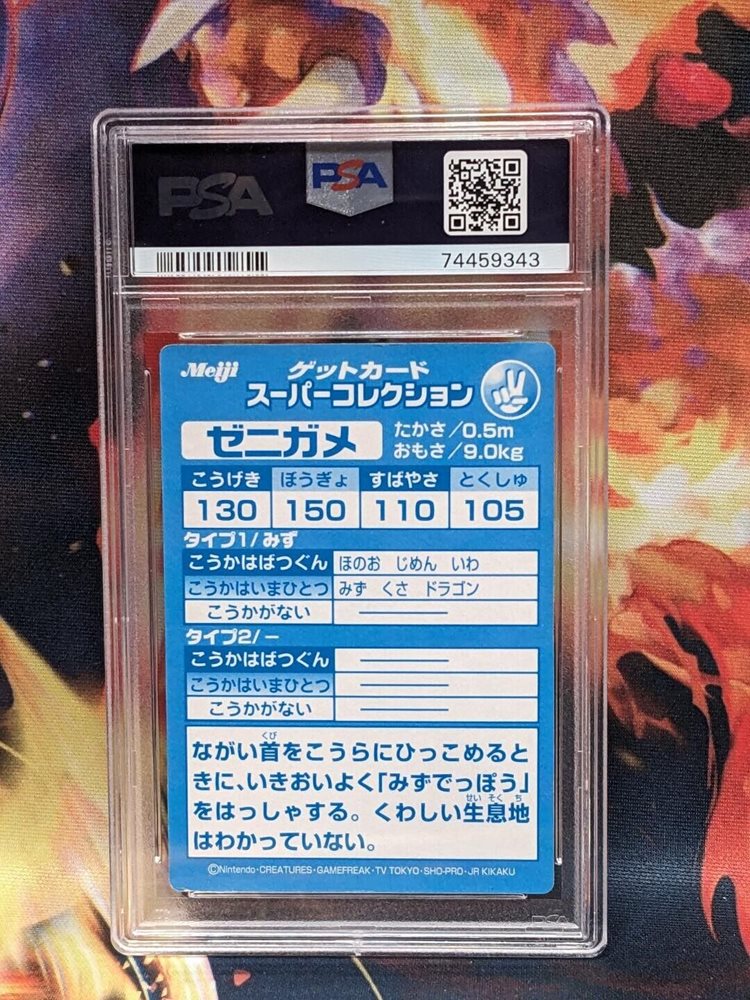 PSA
PSA
74459343
Meiji
ゲットカード
スーパーコレクション
ゼニガメ
たかさ/0.5m
おもさ/9.0kg
こうげき ぼうぎょ すばやさ とくしゅ
130 150 110 105
タイプ1/みず
こうかはばつぐん ほのお じめん いわ
こうかはいまひとつ みず くさ ドラゴン
こうかがない ―――
タイプ2/ー
こうかはばつぐん ―――
こうかはいまひとつ ―――
こうかがない ―――
くび
ながい首をこうらにひっこめると
きに、いきおいよく「みずでっぽう」
せい そく ち
をはっしゃする。くわしい生息地
はわかっていない。
©Nintendo・CREATURES・GAMEFREAK・TV TOKYO・SHO-PRO・JR KIKAKU
PSA